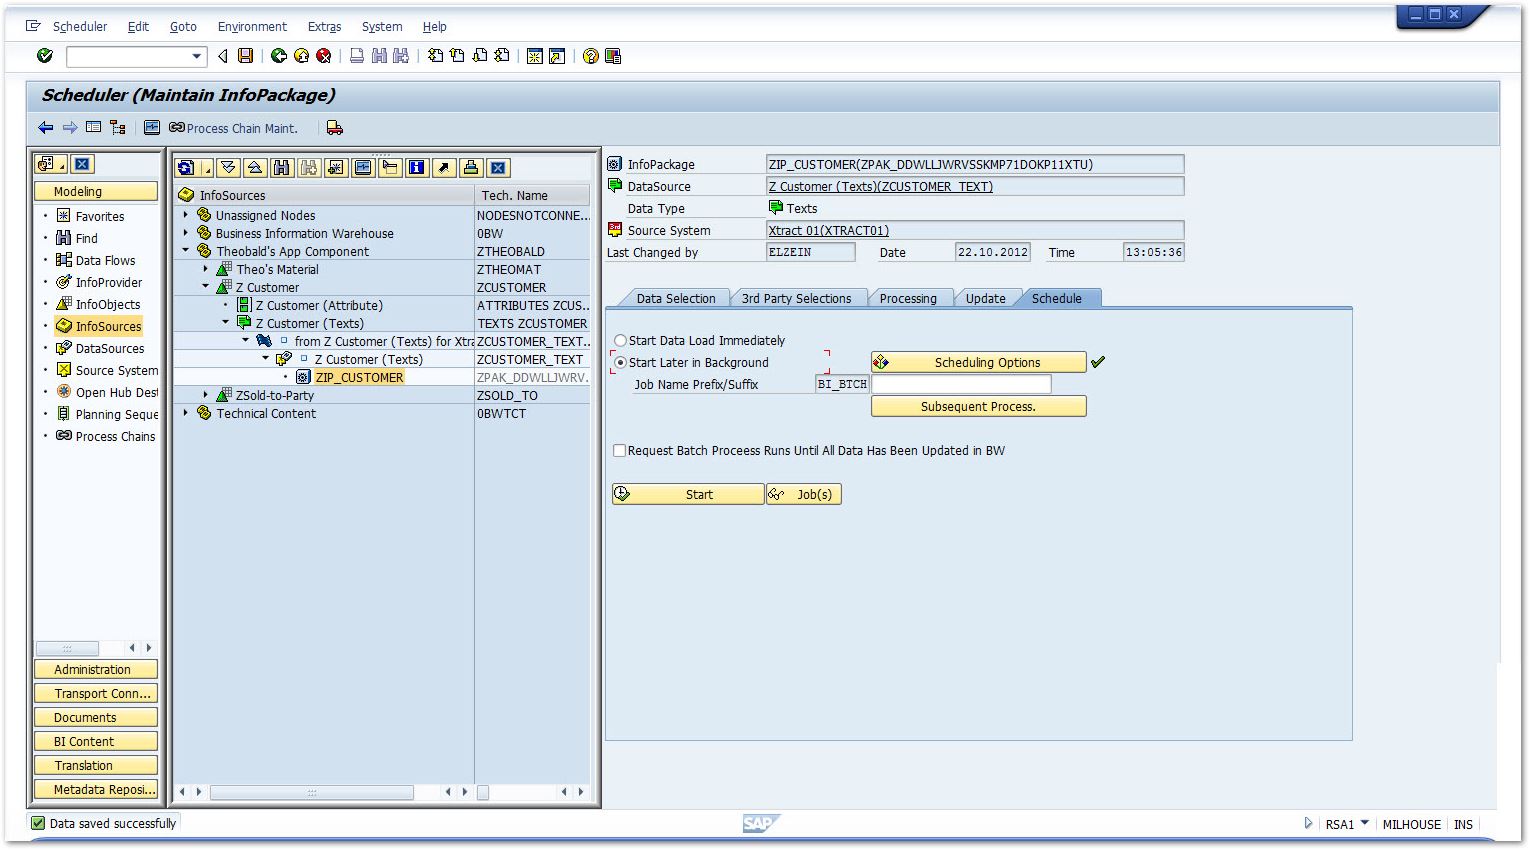 Scheduler Edit Goto Environment Extras System Help
Scheduler (Maintain InfoPackage)
Process Chain Maint.
Modeling
Favorites
Find
Data Flows
InfoProvider
InfoObjects
InfoSources
DataSources
Source System
Open Hub Dest
Planning Seque
Process Chains
Administration
Transport Conn...
Documents
BI Content
Translation
Metadata Reposi...
InfoSources Tech. Name
Unassigned Nodes NODESNOTCONNE...
Business Information Warehouse 0BW
Theobald's App Component ZTHEOBALD
Theo's Material ZTHEOMAT
Z Customer ZCUSTOMER
Z Customer (Attribute) ATTRIBUTES ZCUS...
Z Customer (Texts) TEXTS ZCUSTOMER
from Z Customer (Texts) for Xtra ZCUSTOMER_TEXT...
Z Customer (Texts) ZCUSTOMER_TEXT
ZIP_CUSTOMER ZPAK_DDWLLJWRV...
ZSold-to-Party ZSOLD_TO
Technical Content 0BWTCT
InfoPackage ZIP_CUSTOMER(ZPAK_DDWLLJWRVSSKMP71DOKP11XTU)
DataSource Z Customer (Texts)(ZCUSTOMER_TEXT)
Data Type Texts
3rd
Source System Xtract 01(XTRACT01)
Last Changed by ELZEIN Date 22.10.2012 Time 13:05:36
Data Selection 3rd Party Selections Processing Update Schedule
Start Data Load Immediately
Start Later in Background Scheduling Options
Job Name Prefix/Suffix BI_BTCH
Subsequent Process.
Request Batch Proceess Runs Until All Data Has Been Updated in BW
Start Job(s)
Data saved successfully SAP RSA1 MILHOUSE INS